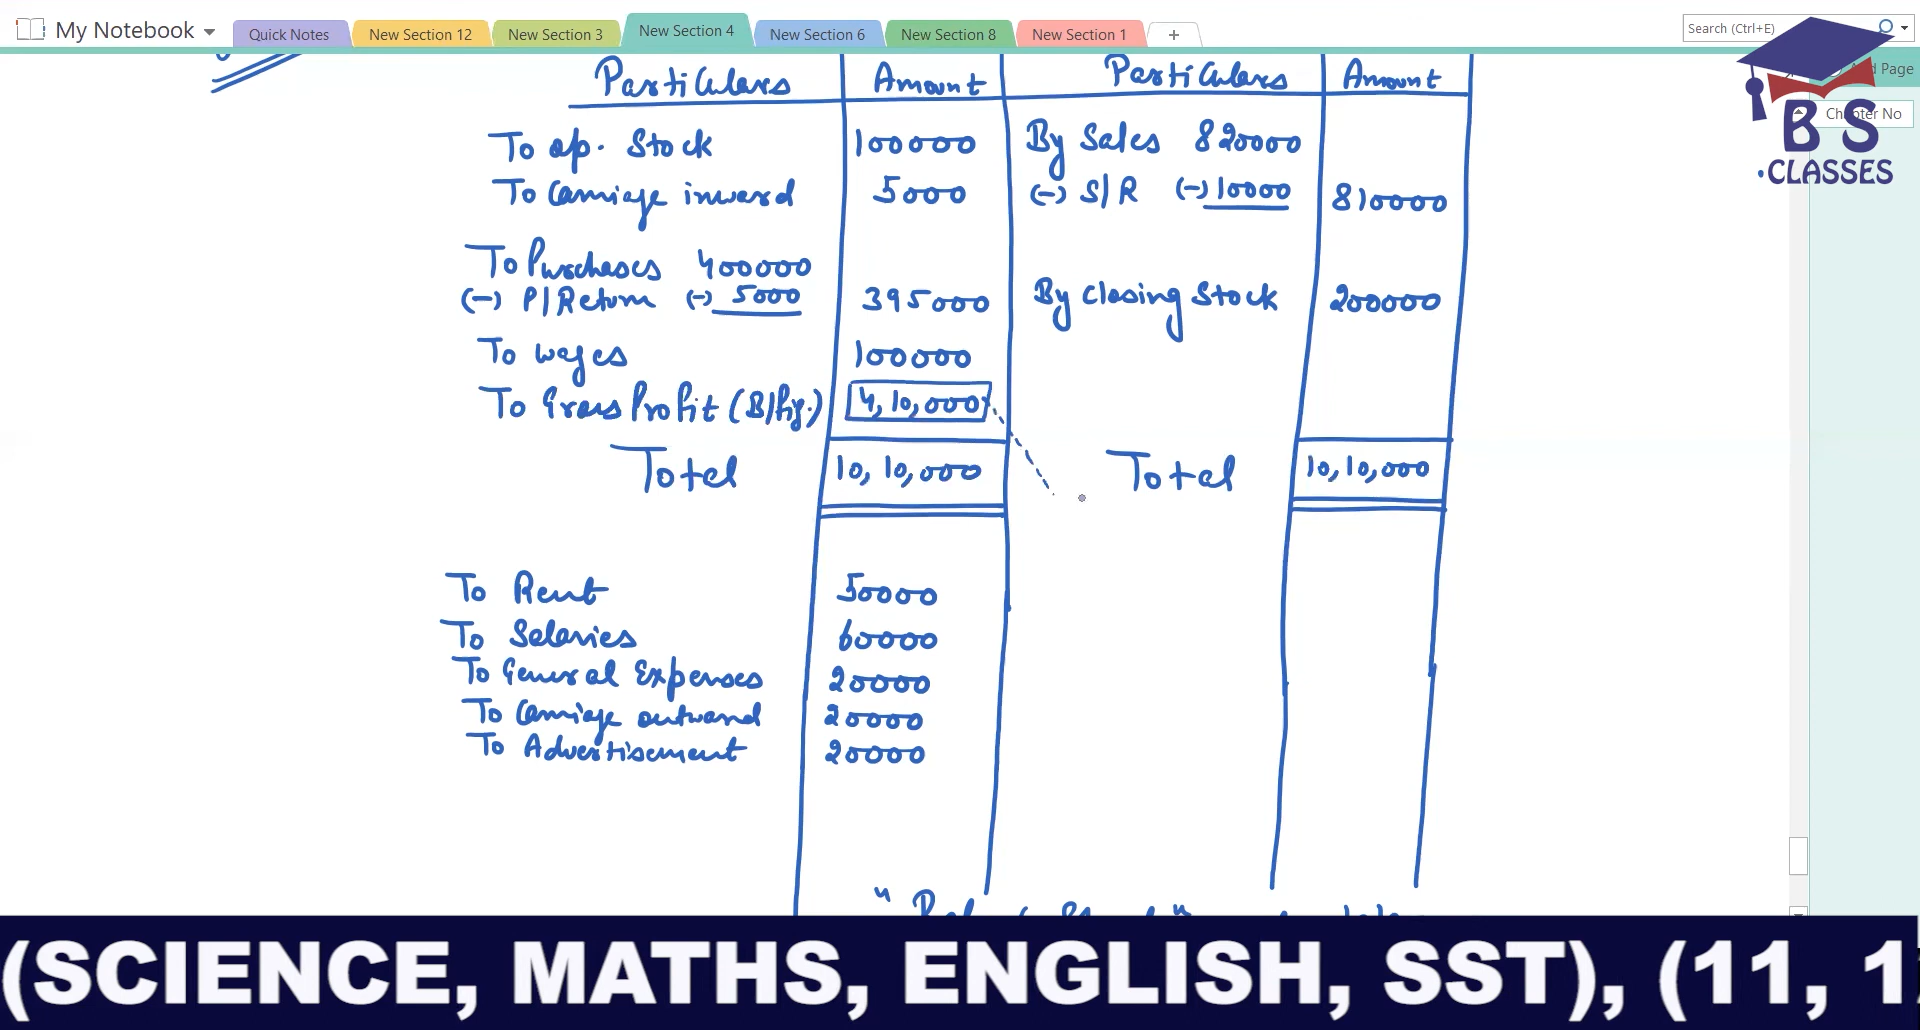 My Notebook
Quick Notes
New Section 12
New Section 3
New Section 4
New Section 6
New Section 8
New Section 1
+
Search (Ctrl+E)
Page
Chapter No
BS
CLASSES
Particulars Amount Particulars Amount
To op. Stock 100000 By Sales 820000
To Carriage inward 5000 (-) S/R (-) 10000 810000
To Purchases 400000
(-) P/Return (-) 5000 395000 By Closing Stock 200000
To wages 100000
To Gross Profit (B/fig.) 4,10,000
Total 10,10,000 Total 10,10,000
To Rent 50000
To Salaries 60000
To General Expenses 20000
To Carriage outward 20000
To Advertisement 20000
(SCIENCE, MATHS, ENGLISH, SST), (11, 1